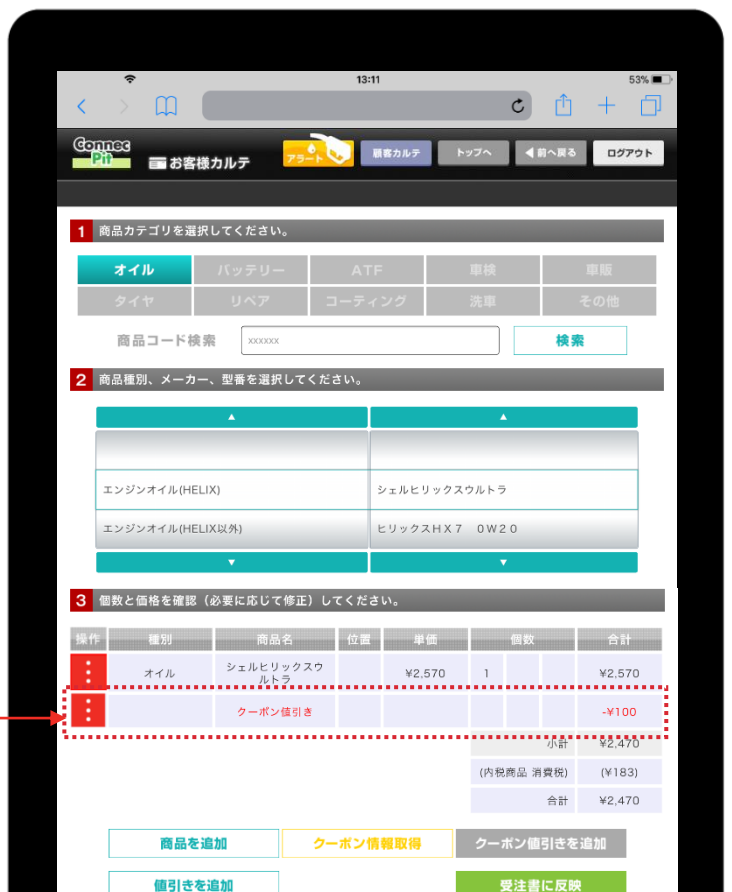 13:11
53%
Connec
Pit
お客様カルテ
アラート
顧客カルテ
トップへ
前へ戻る
ログアウト
1 商品カテゴリを選択してください。
オイル バッテリー ATF 車検 車販
タイヤ リペア コーティング 洗車 その他
商品コード検索 xxxxxx 検索
2 商品種別、メーカー、型番を選択してください。
エンジンオイル(HELIX) シェルヒリックスウルトラ
エンジンオイル(HELIX以外) ヒリックスHX7 0W20
3 個数と価格を確認（必要に応じて修正）してください。
操作 種別 商品名 位置 単価 個数 合計
オイル シェルヒリックスウ
ルトラ ¥2,570 1 ¥2,570
クーポン値引き -¥100
小計 ¥2,470
(内税商品 消費税) (¥183)
合計 ¥2,470
商品を追加 クーポン情報取得 クーポン値引きを追加
値引きを追加 受注書に反映